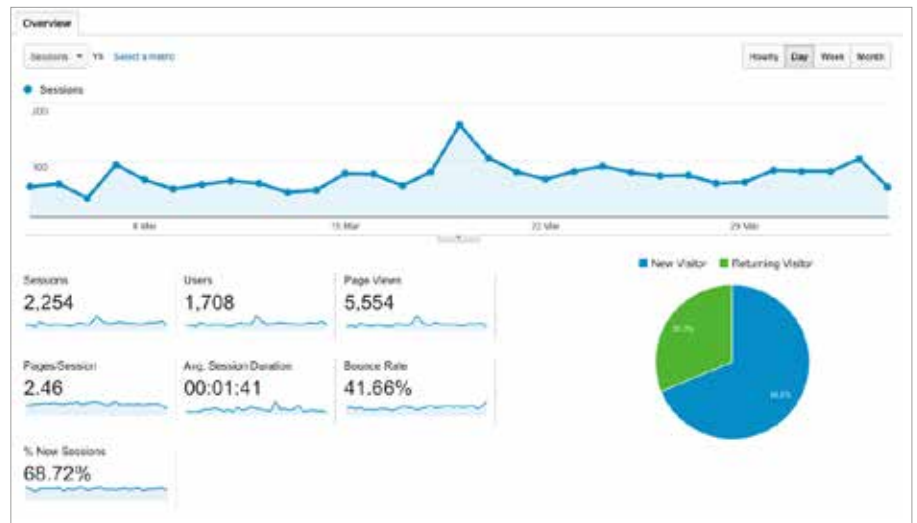 Overview
Sessions VS Select a metric
Hourly Day Week Month
Sessions
200
100
8 Mar 15 Mar 22 Mar 29 Mar
New Visitor Returning Visitor
Sessions Users Page Views
2,254 1,708 5,554
Pages/Session Avg. Session Duration Bounce Rate
2.46 00:01:41 41.66%
% New Sessions
68.72%